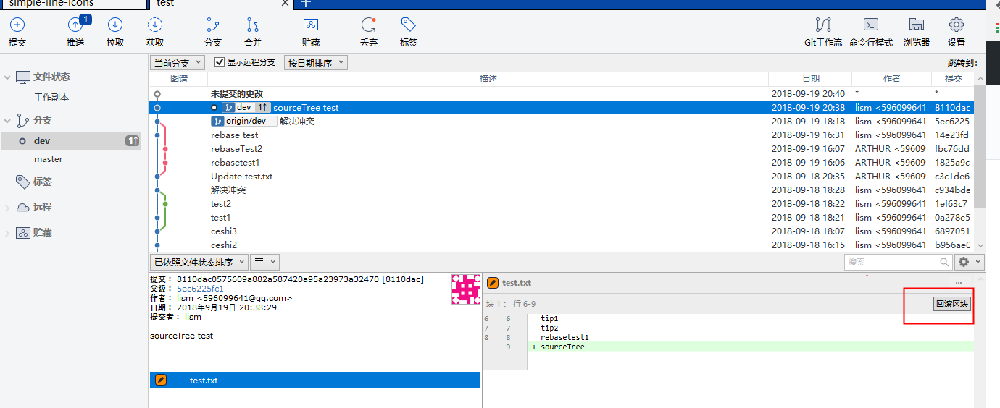 simple-line-icons
test
提交
推送
1
拉取
获取
分支
合并
贮藏
丢弃
标签
Git工作流
命令行模式
浏览器
设置
文件状态
工作副本
分支
dev 1↑
master
标签
远程
贮藏
当前分支
显示远程分支
按日期排序
跳转到:
图谱 描述 日期 作者 提交
未提交的更改 2018-09-19 20:40 * *
dev 1↑ sourceTree test 2018-09-19 20:38 lism <596099641 8110dac
origin/dev 解决冲突 2018-09-19 18:18 lism <596099641 5ec6225
rebase test 2018-09-19 16:31 lism <596099641 14e23fd
rebaseTest2 2018-09-19 16:07 ARTHUR <59609 fbc76dd
rebasetest1 2018-09-19 16:06 ARTHUR <59609 1825a9c
Update test.txt 2018-09-18 20:35 ARTHUR <59609 c3c1de6
解决冲突 2018-09-18 18:28 lism <596099641 c934bde
test2 2018-09-18 18:22 lism <596099641 1ef63c7
test1 2018-09-18 18:21 lism <596099641 0a278e5
ceshi3 2018-09-18 18:07 lism <596099641 6897051
ceshi2 2018-09-18 16:15 lism <596099641 b956ae0
已依照文件状态排序
搜索
提交： 8110dac0575609a882a587420a95a23973a32470 [8110dac]
父级： 5ec6225fc1
作者： lism <596099641@qq.com>
日期： 2018年9月19日 20:38:29
提交者： lism
sourceTree test
test.txt
test.txt
...
块 1： 行 6-9
回滚区块
6 6 tip1
7 7 tip2
8 8 rebasetest1
9 + sourceTree